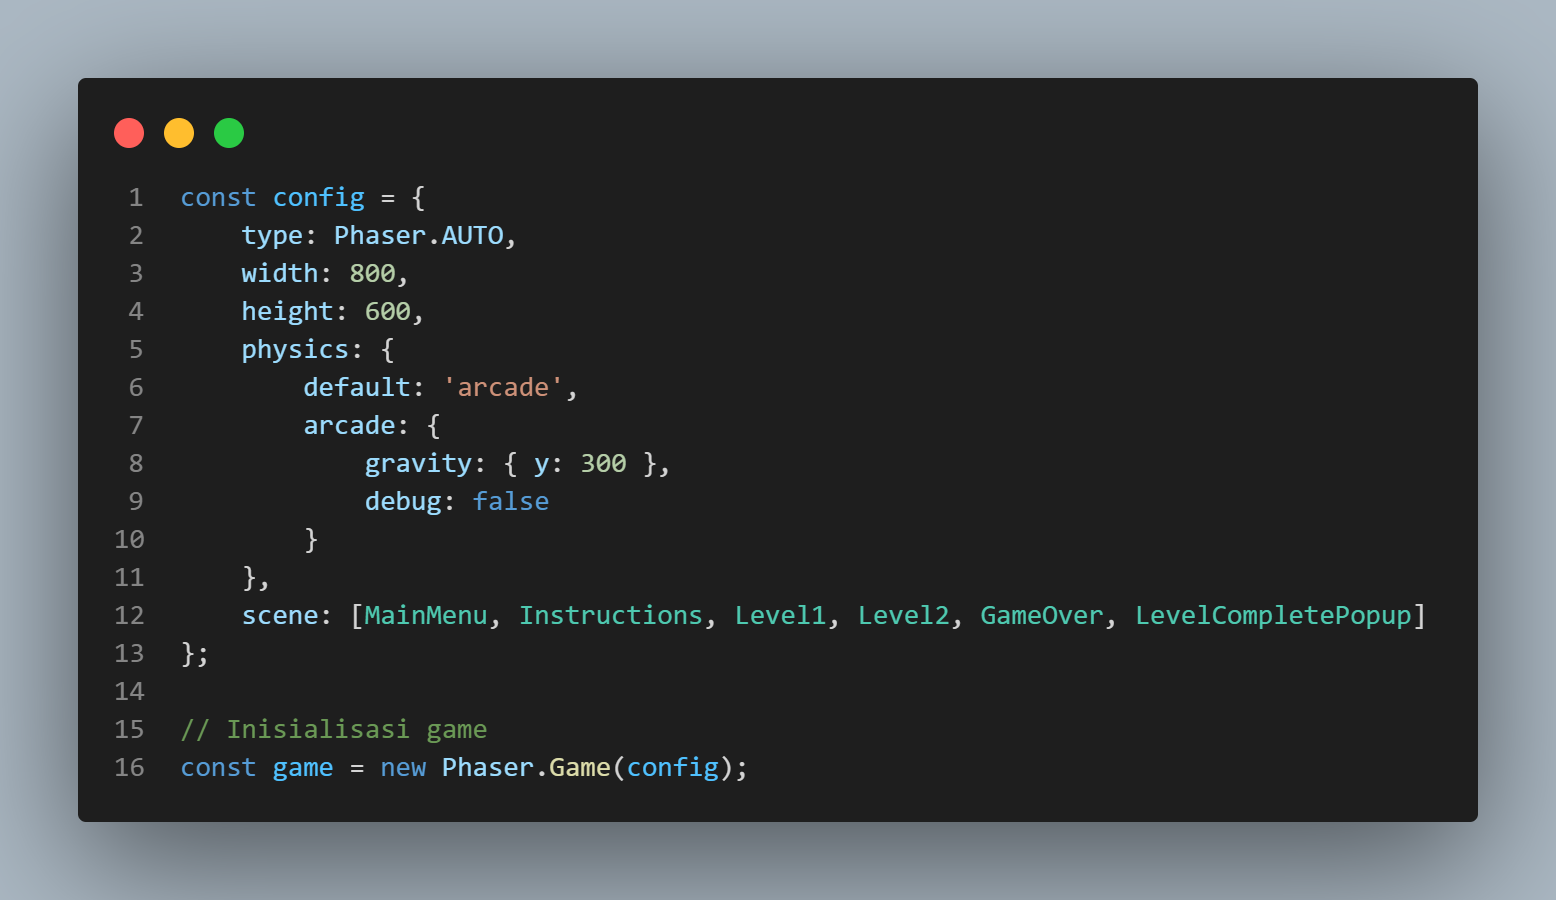 1 const config = {
2     type: Phaser.AUTO,
3     width: 800,
4     height: 600,
5     physics: {
6         default: 'arcade',
7         arcade: {
8             gravity: { y: 300 },
9             debug: false
10         }
11     },
12     scene: [MainMenu, Instructions, Level1, Level2, GameOver, LevelCompletePopup]
13 };
14
15 // Inisialisasi game
16 const game = new Phaser.Game(config);